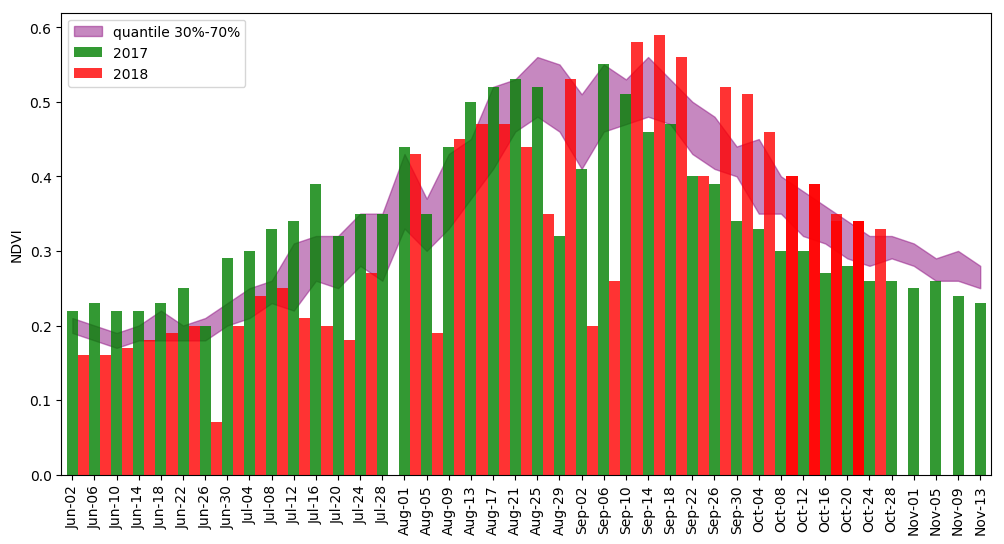 quantile 30%-70%
2017
2018
NDVI
0.6
0.5
0.4
0.3
0.2
0.1
0.0
Jun-02
Jun-06
Jun-10
Jun-14
Jun-18
Jun-22
Jun-26
Jun-30
Jul-04
Jul-08
Jul-12
Jul-16
Jul-20
Jul-24
Jul-28
Aug-01
Aug-05
Aug-09
Aug-13
Aug-17
Aug-21
Aug-25
Aug-29
Sep-02
Sep-06
Sep-10
Sep-14
Sep-18
Sep-22
Sep-26
Sep-30
Oct-04
Oct-08
Oct-12
Oct-16
Oct-20
Oct-24
Oct-28
Nov-01
Nov-05
Nov-09
Nov-13